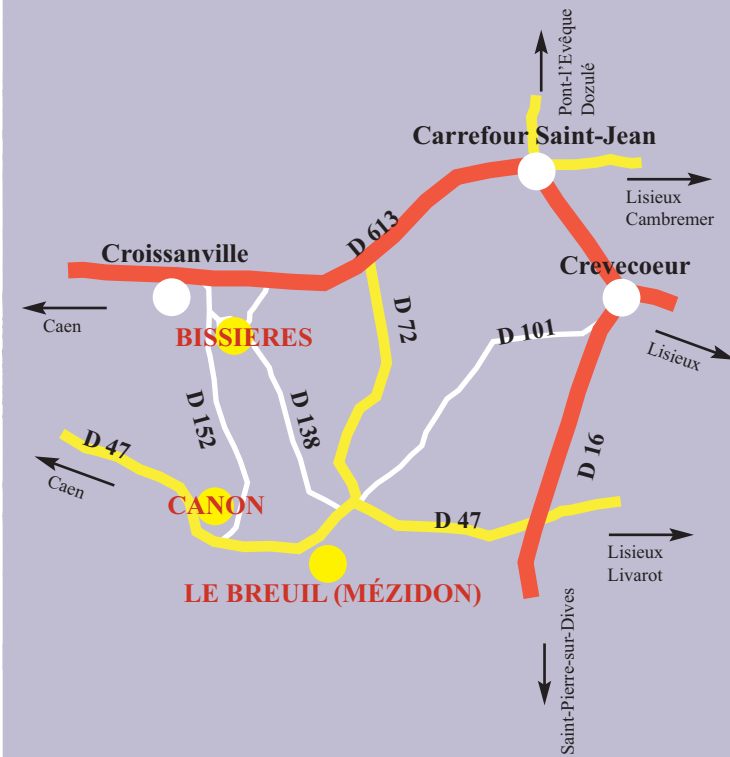 Pont-l'Evêque
Dozulé
Carrefour Saint-Jean
Lisieux
Cambremer
D 613
Croissanville
Crevecoeur
Caen
BISSIERES
D 72
D 101
Lisieux
D 152
D 138
D 16
D 47
Caen
CANON
D 47
Lisieux
Livarot
LE BREUIL (MÉZIDON)
Saint-Pierre-sur-Dives